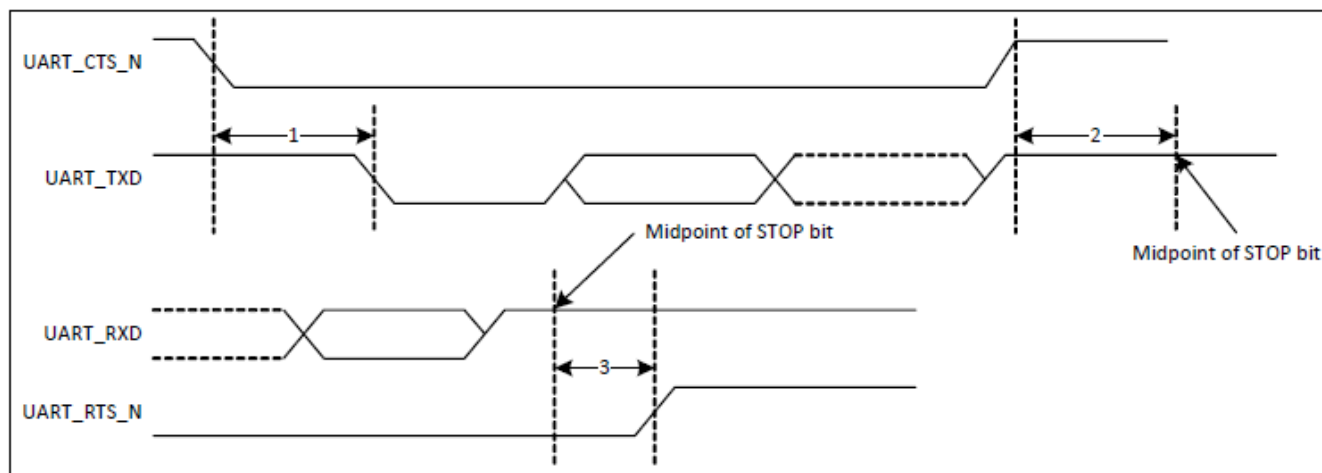 UART_CTS_N
1
2
UART_TXD
Midpoint of STOP bit
Midpoint of STOP bit
UART_RXD
3
UART_RTS_N